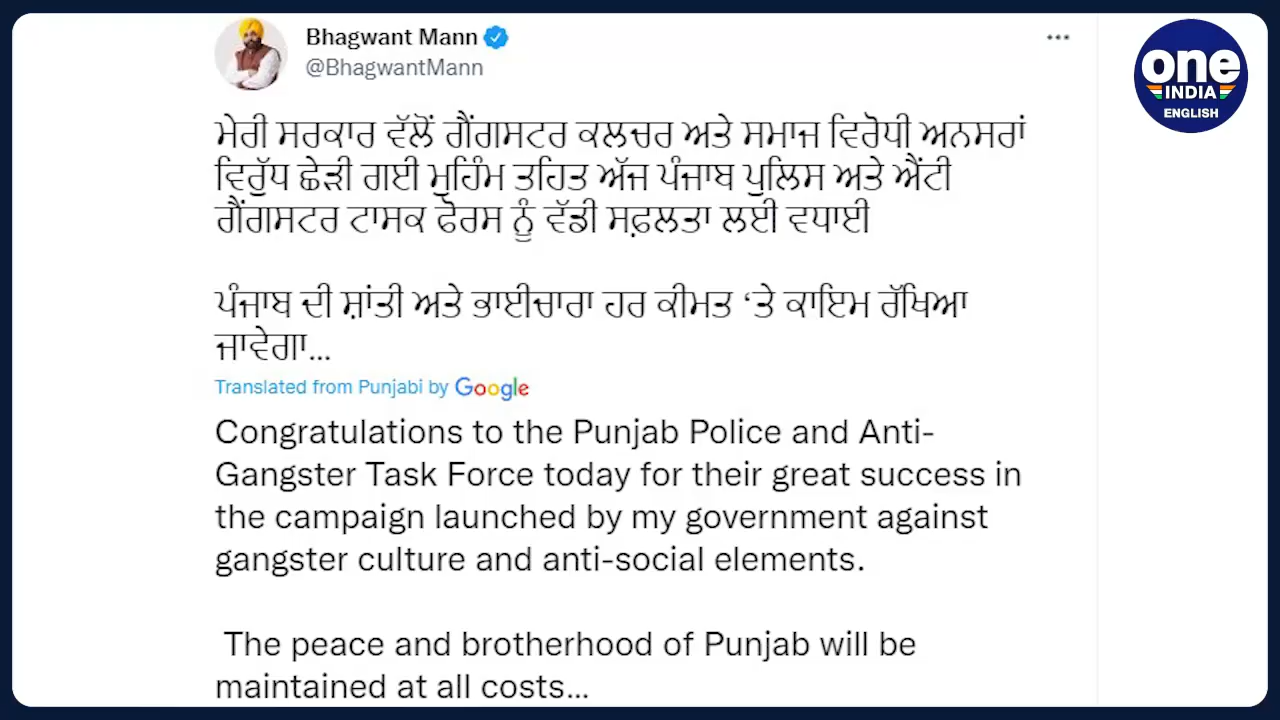 Bhagwant Mann
@BhagwantMann
one
INDIA
ENGLISH
ਮੇਰੀ ਸਰਕਾਰ ਵੱਲੋਂ ਗੈਂਗਸਟਰ ਕਲਚਰ ਅਤੇ ਸਮਾਜ ਵਿਰੋਧੀ ਅਨਸਰਾਂ
ਵਿਰੁੱਧ ਛੇੜੀ ਗਈ ਮੁਹਿੰਮ ਤਹਿਤ ਅੱਜ ਪੰਜਾਬ ਪੁਲਿਸ ਅਤੇ ਐਂਟੀ
ਗੈਂਗਸਟਰ ਟਾਸਕ ਫੋਰਸ ਨੂੰ ਵੱਡੀ ਸਫ਼ਲਤਾ ਲਈ ਵਧਾਈ
ਪੰਜਾਬ ਦੀ ਸ਼ਾਂਤੀ ਅਤੇ ਭਾਈਚਾਰਾ ਹਰ ਕੀਮਤ ‘ਤੇ ਕਾਇਮ ਰੱਖਿਆ
ਜਾਵੇਗਾ...
Translated from Punjabi by Google
Congratulations to the Punjab Police and Anti-
Gangster Task Force today for their great success in
the campaign launched by my government against
gangster culture and anti-social elements.
The peace and brotherhood of Punjab will be
maintained at all costs...